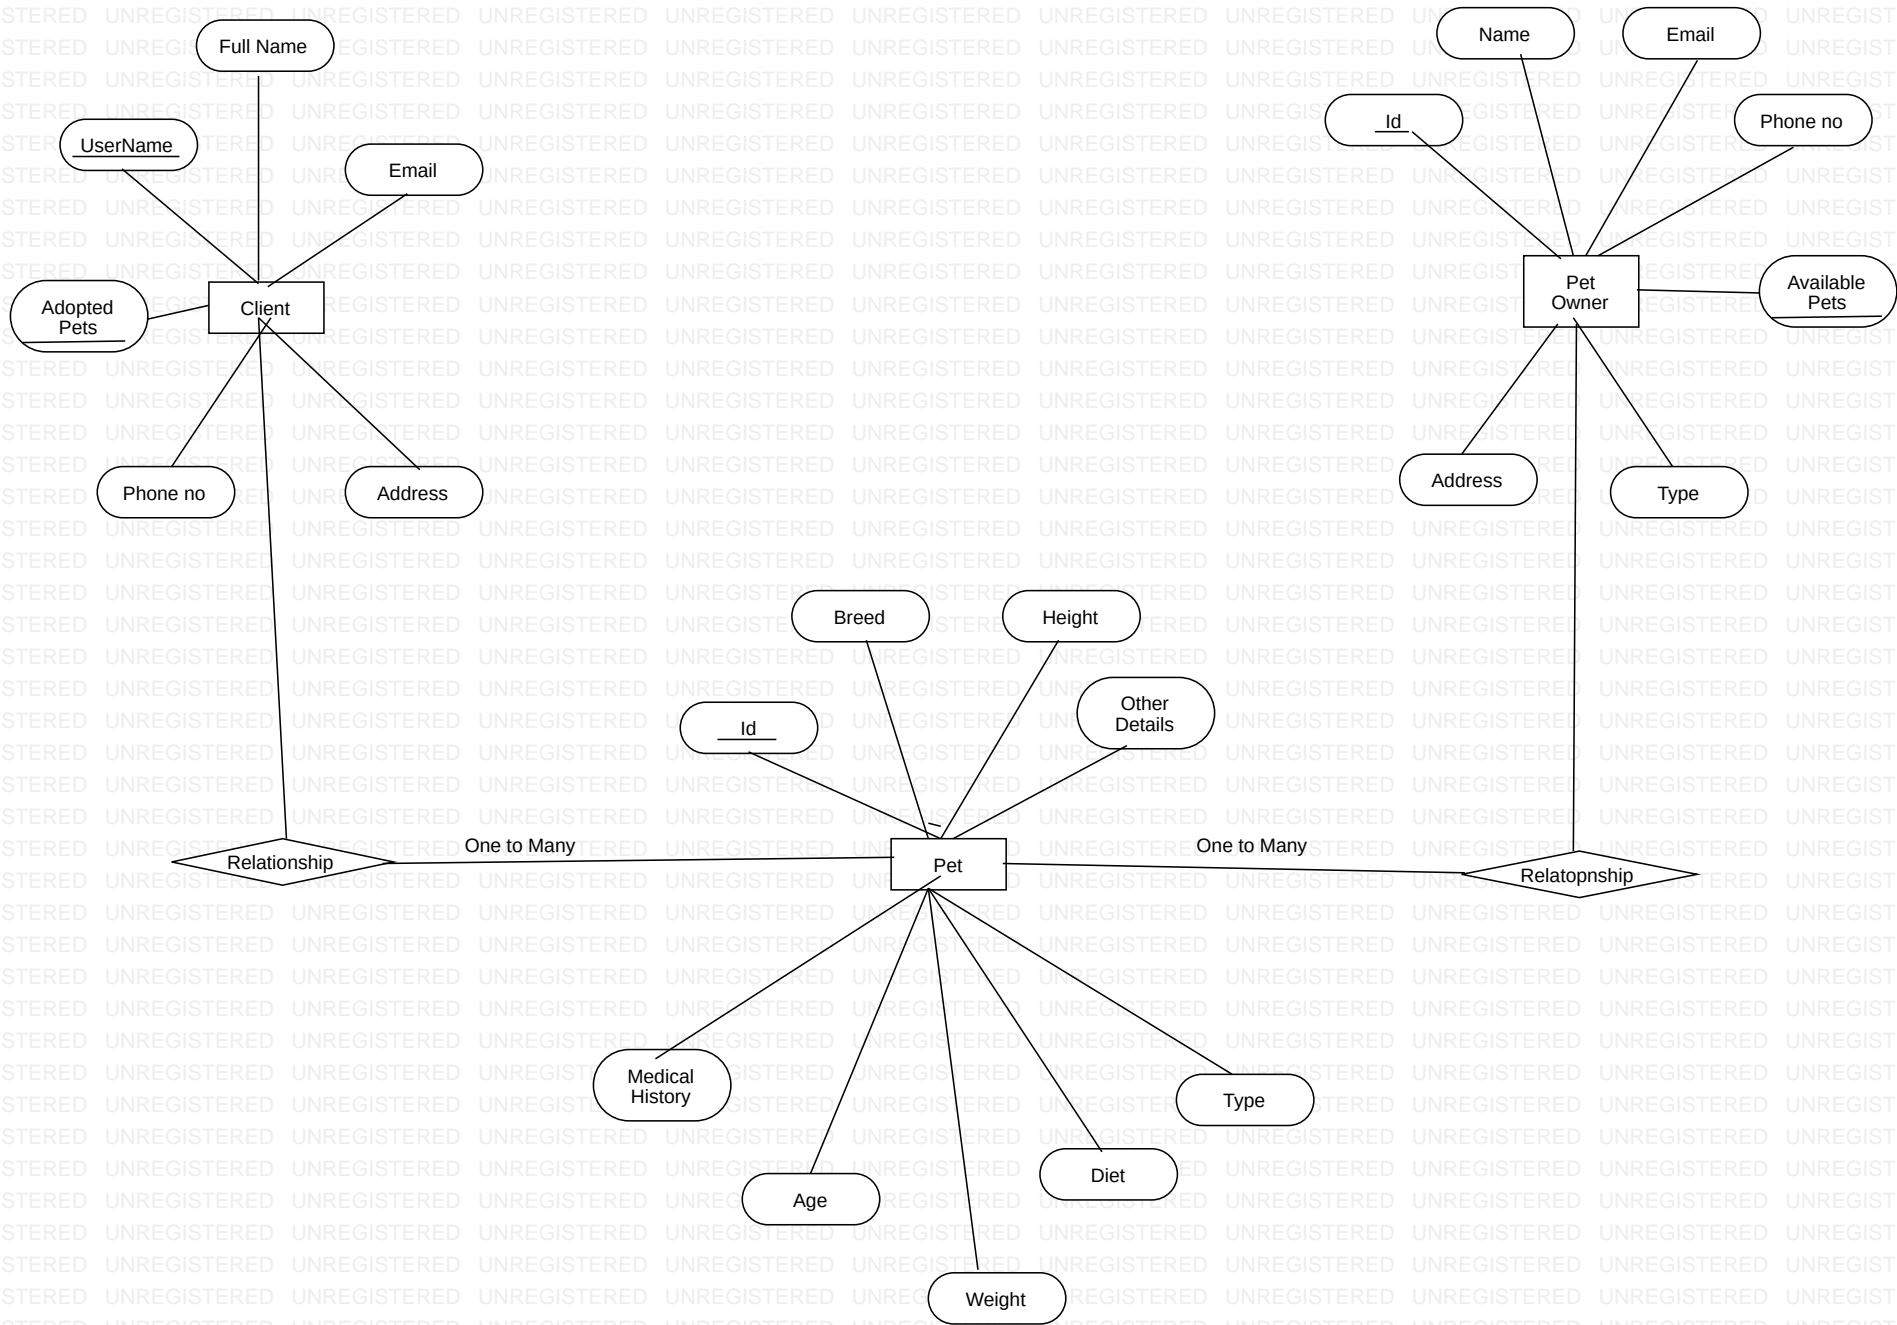 Full Name
UserName
Email
Adopted
Pets
Client
Phone no
Address
Name
Email
Id
Phone no
Pet
Owner
Available
Pets
Address
Type
Breed
Height
Id
Other
Details
Relationship
One to Many
Pet
One to Many
Relatopnship
Medical
History
Age
Weight
Diet
Type
UNREGISTERED